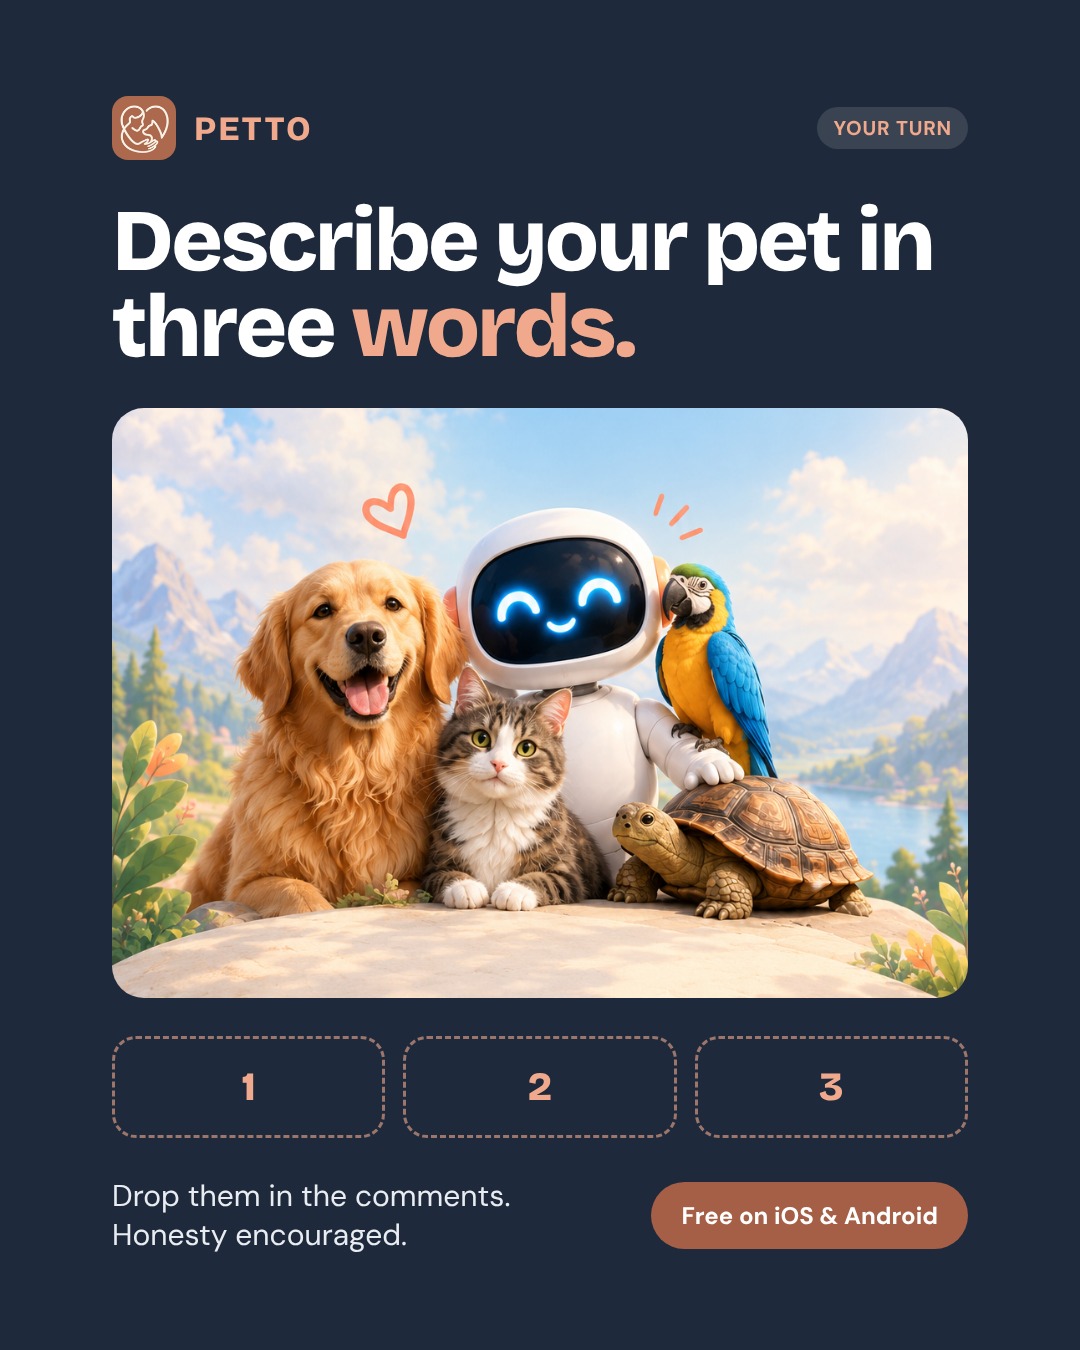 PETTO
YOUR TURN
Describe your pet in
three words.
1
2
3
Drop them in the comments.
Honesty encouraged.
Free on iOS & Android